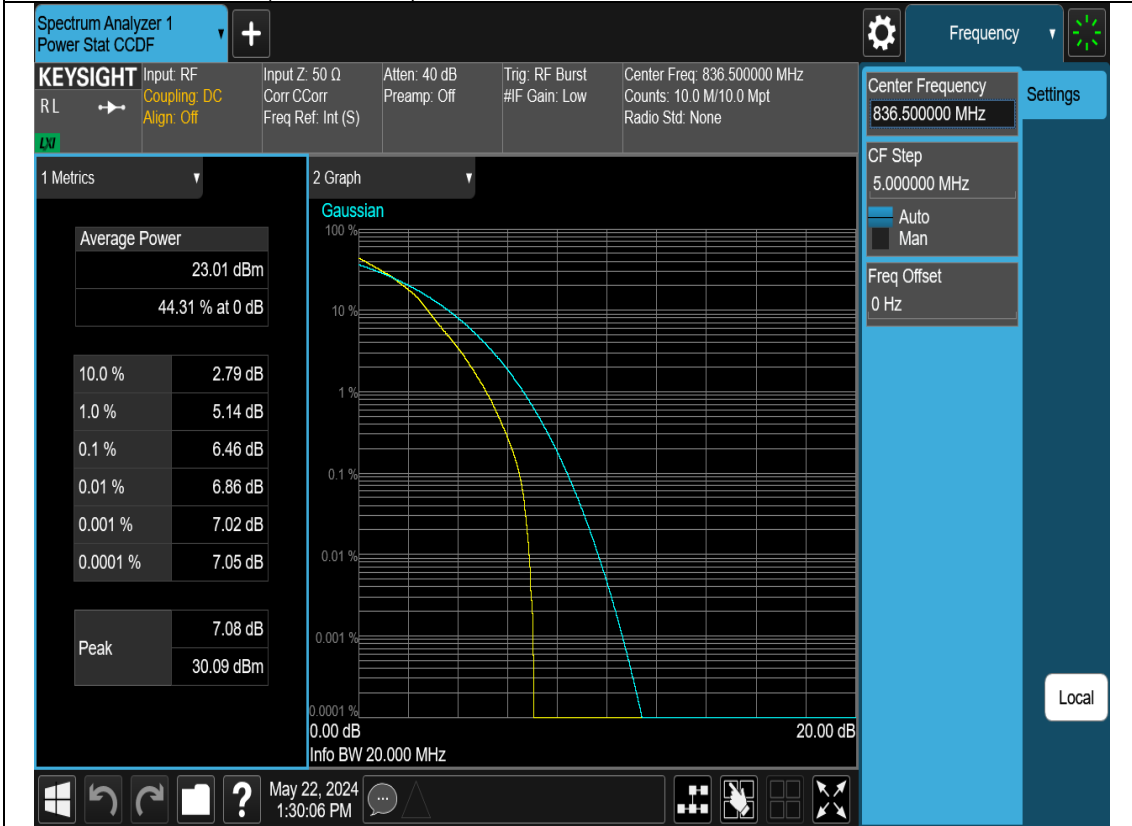 Spectrum Analyzer 1
Power Stat CCDF
+
Frequency
KEYSIGHT
RL
LXI
Input: RF
Coupling: DC
Align: Off
Input Z: 50 Ω
Corr CCorr
Freq Ref: Int (S)
Atten: 40 dB
Preamp: Off
Trig: RF Burst
#IF Gain: Low
Center Freq: 836.500000 MHz
Counts: 10.0 M/10.0 Mpt
Radio Std: None
Center Frequency
836.500000 MHz
Settings
CF Step
5.000000 MHz
Auto
Man
Freq Offset
0 Hz
1 Metrics
Average Power
23.01 dBm
44.31 % at 0 dB
10.0 % 2.79 dB
1.0 % 5.14 dB
0.1 % 6.46 dB
0.01 % 6.86 dB
0.001 % 7.02 dB
0.0001 % 7.05 dB
Peak
7.08 dB
30.09 dBm
2 Graph
Gaussian
100 %
10 %
1 %
0.1 %
0.01 %
0.001 %
0.0001 %
0.00 dB 20.00 dB
Info BW 20.000 MHz
Local
?
May 22, 2024
1:30:06 PM